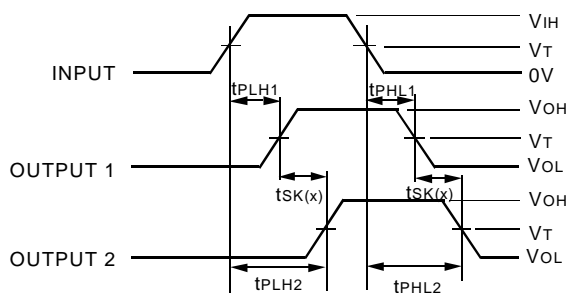 VIH
VT
INPUT
0V
tPLH1
tPHL1
VOH
VT
OUTPUT 1
VOL
tSK(x)
tSK(x)
VOH
VT
OUTPUT 2
VOL
tPLH2
tPHL2